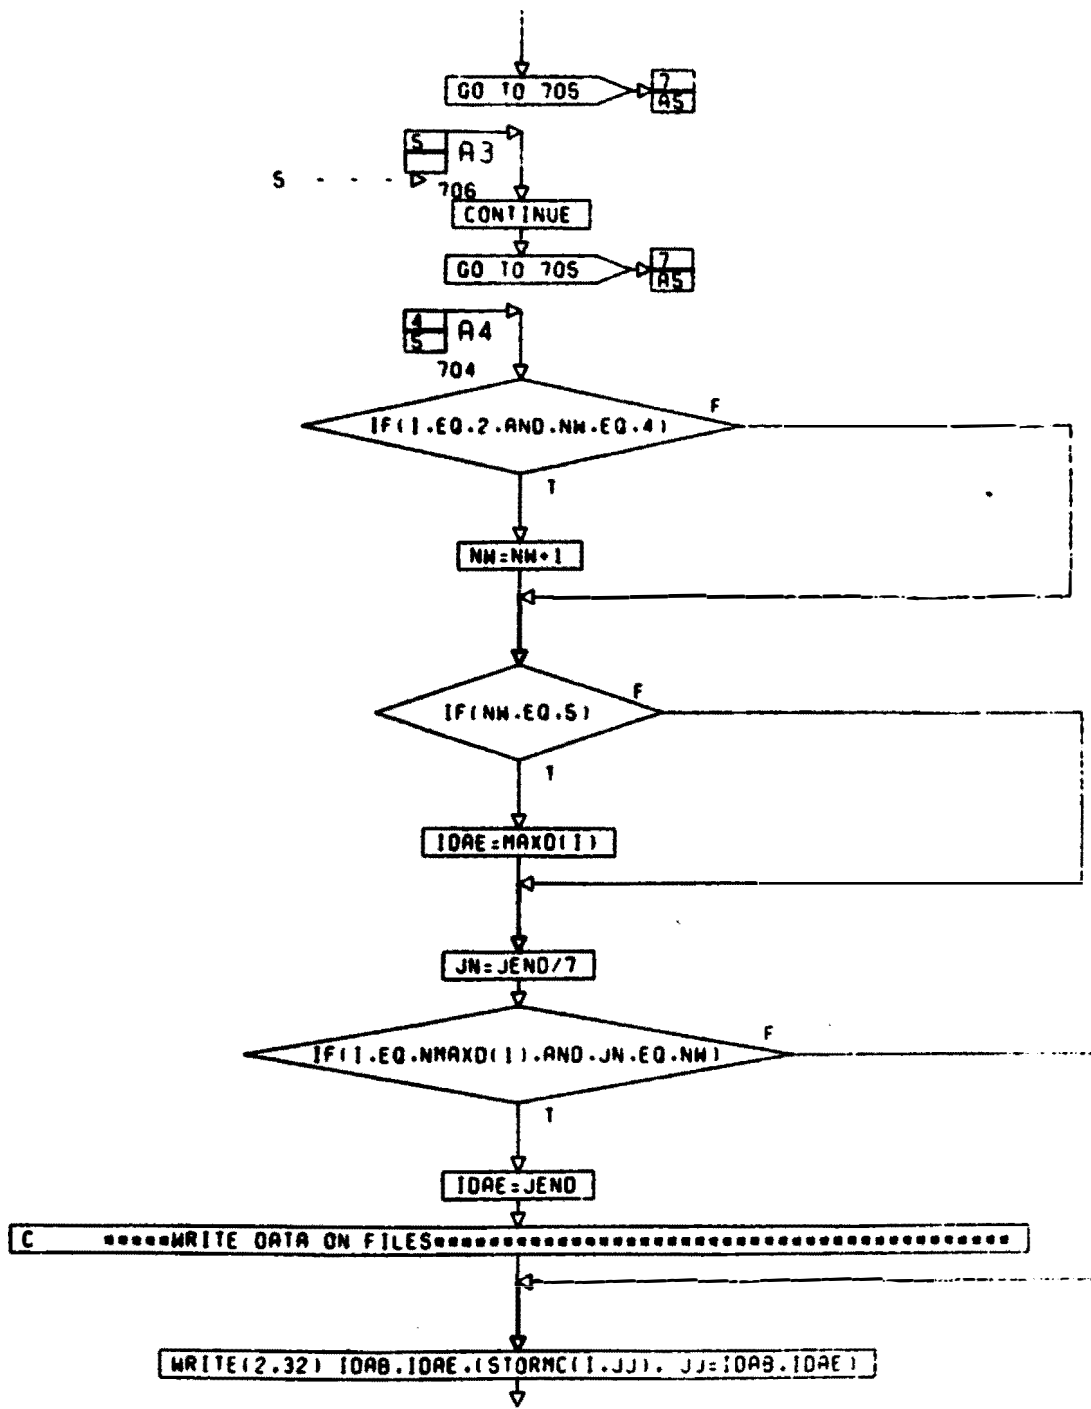 GO TO 705
7
A5
5
A3
S
706
CONTINUE
GO TO 705
7
A5
4
5
A4
704
IF(I.EQ.2.AND.NW.EQ.4)
F
T
NW=NW+1
IF(NW.EQ.5)
F
T
IDAE=MAXD(I)
JN=JEND/7
IF(I.EQ.NMAXD(1).AND.JN.EQ.NW)
F
T
IDAE=JEND
C *****WRITE DATA ON FILES*************************************
WRITE(2,32) IDAB,IDAE,(STORMC(I,JJ), JJ=IDAB,IDAE)